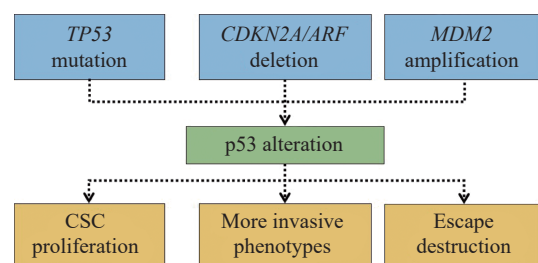 TP53
mutation
CDKN2A/ARF
deletion
MDM2
amplification
p53 alteration
CSC
proliferation
More invasive
phenotypes
Escape
destruction